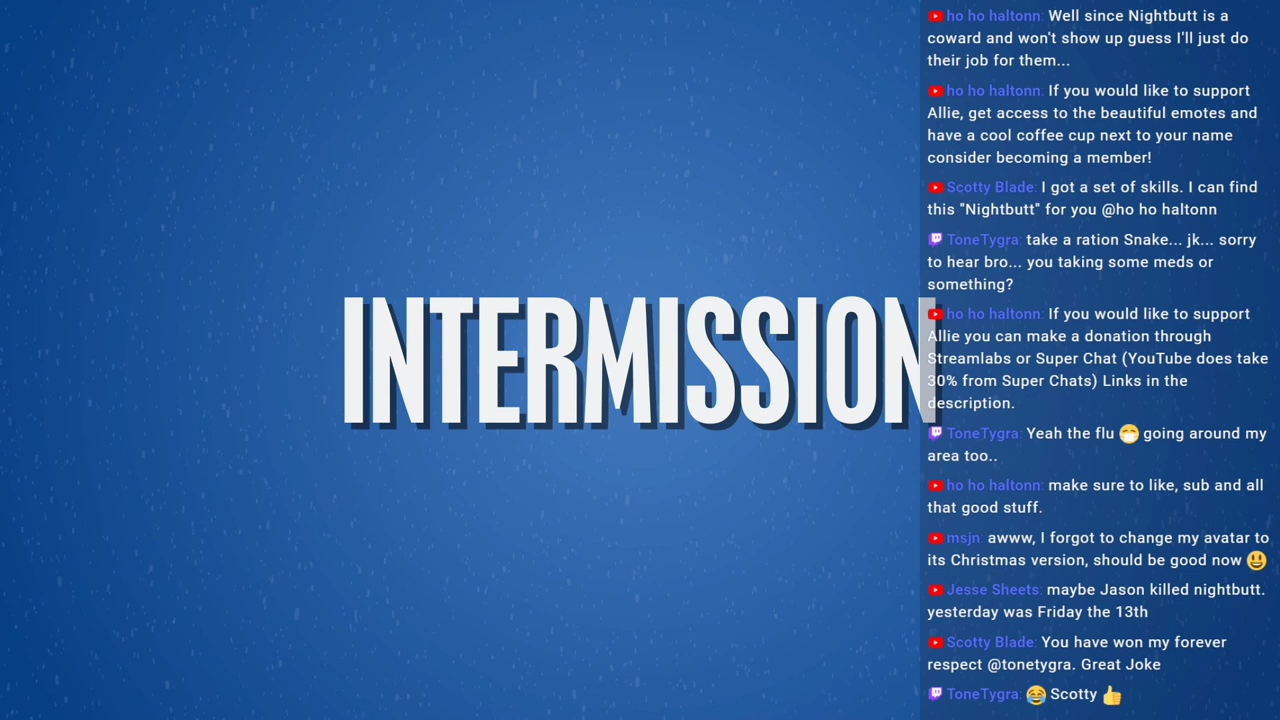 INTERMISSION
ho ho haltonn: Well since Nightbutt is a
coward and won't show up guess I'll just do
their job for them...
ho ho haltonn: If you would like to support
Allie, get access to the beautiful emotes and
have a cool coffee cup next to your name
consider becoming a member!
Scotty Blade: I got a set of skills. I can find
this "Nightbutt" for you @ho ho haltonn
ToneTygra: take a ration Snake... jk... sorry
to hear bro... you taking some meds or
something?
ho ho haltonn: If you would like to support
Allie you can make a donation through
Streamlabs or Super Chat (YouTube does take
30% from Super Chats) Links in the
description.
ToneTygra: Yeah the flu 😷 going around my
area too..
ho ho haltonn: make sure to like, sub and all
that good stuff.
msjn: awww, I forgot to change my avatar to
its Christmas version, should be good now 😃
Jesse Sheets: maybe Jason killed nightbutt.
yesterday was Friday the 13th
Scotty Blade: You have won my forever
respect @tonetygra. Great Joke
ToneTygra: 😂 Scotty 👍